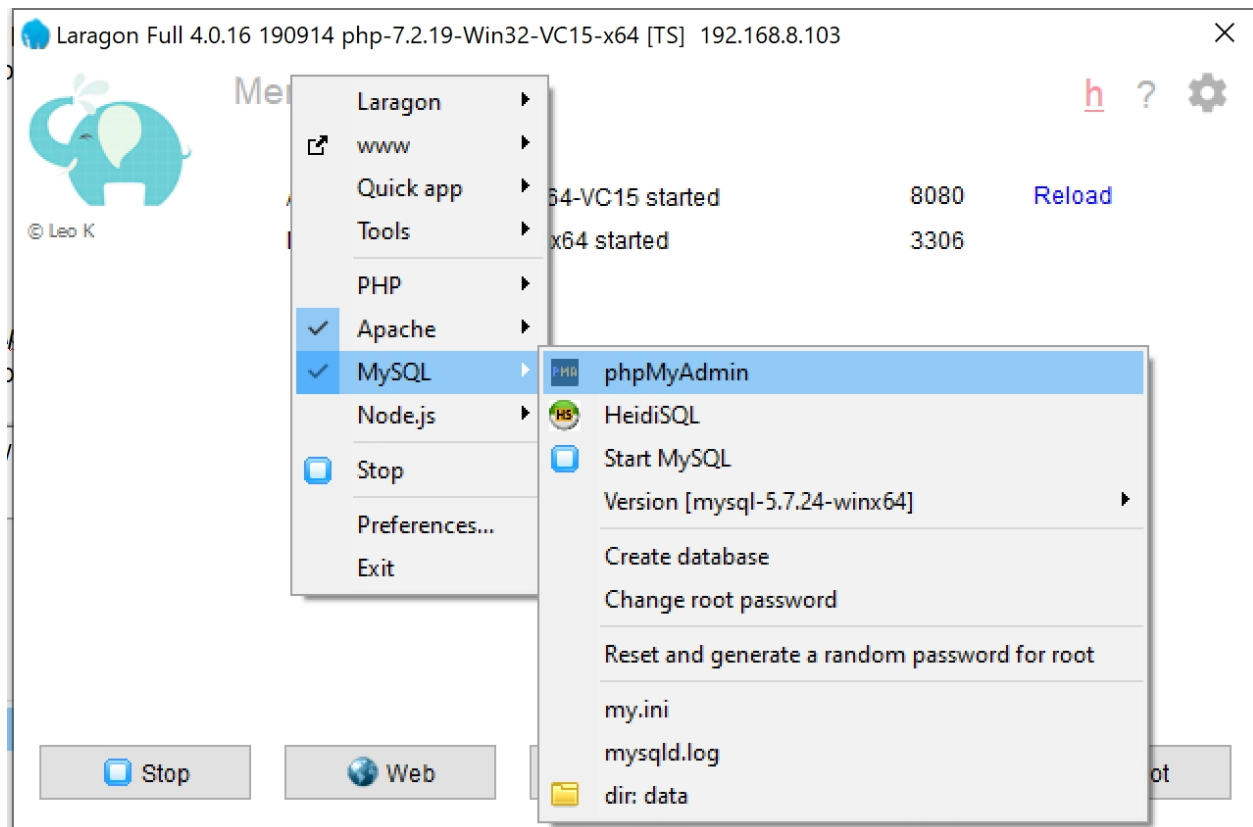 Laragon Full 4.0.16 190914 php-7.2.19-Win32-VC15-x64 [TS] 192.168.8.103
h ?
© Leo K
64-VC15 started 8080 Reload
x64 started 3306
Laragon
www
Quick app
Tools
PHP
Apache
MySQL
Node.js
Stop
Preferences...
Exit
PMA phpMyAdmin
HS HeidiSQL
Start MySQL
Version [mysql-5.7.24-winx64]
Create database
Change root password
Reset and generate a random password for root
my.ini
mysqld.log
dir: data
Stop
Web